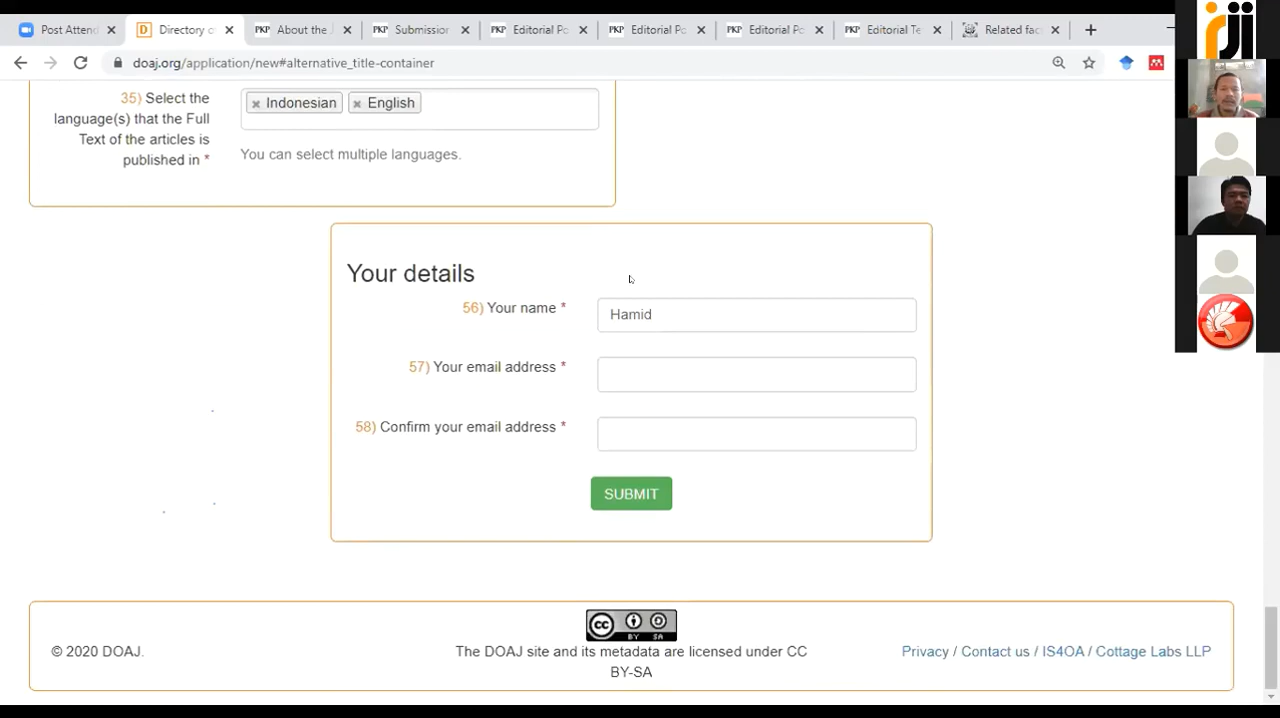 Post Attend
Directory o
About the J
Submission
Editorial Po
Editorial Po
Editorial Po
Editorial Te
Related fac
doaj.org/application/new#alternative_title-container
35) Select the
language(s) that the Full
Text of the articles is
published in *
× Indonesian × English
You can select multiple languages.
Your details
56) Your name *
Hamid
57) Your email address *
58) Confirm your email address *
SUBMIT
cc
BY SA
© 2020 DOAJ.
The DOAJ site and its metadata are licensed under CC
BY-SA
Privacy / Contact us / IS4OA / Cottage Labs LLP
rji